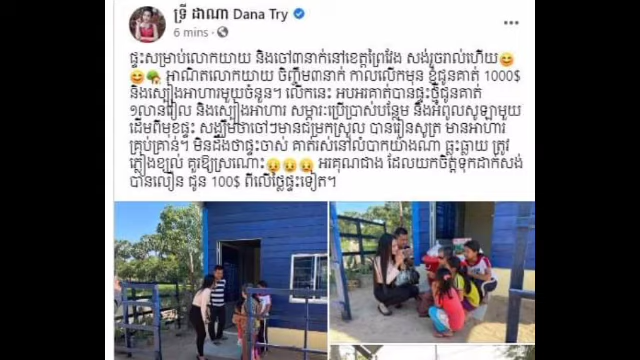 ទ្រី ដាណា Dana Try
6 mins
ផ្ទះសម្រាប់លោកយាយ និងចៅ៣នាក់នៅខេត្តព្រៃវែង សង់រួចរាល់ហើយ😊
😊🥦 អាណិតលោកយាយ ចិញ្ចឹម៣នាក់ កាលលើកមុន ខ្ញុំជូនគាត់ 1000$
និងស្បៀងអាហារមួយចំនួន។ លើកនេះ អបអរគាត់បានផ្ទះថ្មីជូនគាត់
១លានរៀល និងស្បៀងអាហារ សម្ភារៈប្រើប្រាស់បន្ថែម និងអំពូលសូឡាមួយ
ដើមពីមុខផ្ទះ សង្ឃឹមថាចៅៗមានជម្រកស្រួល បានរៀនសូត្រ មានអាហារ
គ្រប់គ្រាន់។ មិនដឹងថាផ្ទះចាស់ គាត់រស់នៅលំបាកយ៉ាងណា ធ្លុះធ្លាយ ត្រូវ
ភ្លៀងខ្យល់ គួរឱ្យស្រណោះ😞😞😞 អរគុណជាង ដែលយកចិត្តទុកដាក់សង់
បានលឿន ជូន 100$ ពីលើថ្លៃផ្ទះទៀត។